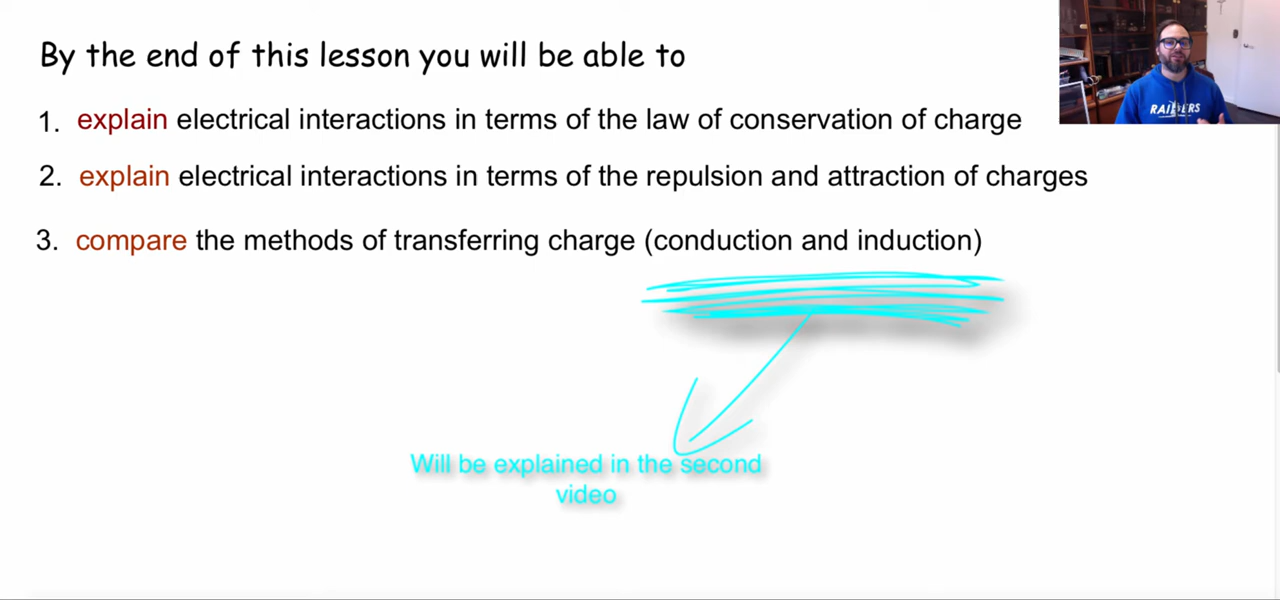 By the end of this lesson you will be able to
1. explain electrical interactions in terms of the law of conservation of charge
2. explain electrical interactions in terms of the repulsion and attraction of charges
3. compare the methods of transferring charge (conduction and induction)
Will be explained in the second
video
RAIDERS